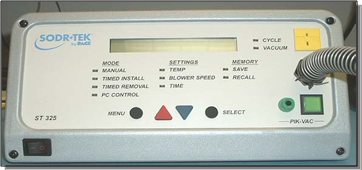 SODR-TEK
by PACE
CYCLE
VACUUM
MODE
MANUAL
TIMED INSTALL
TIMED REMOVAL
PC CONTROL
SETTINGS
TEMP
BLOWER SPEED
TIME
MEMORY
SAVE
RECALL
ST 325
MENU
SELECT
PIK-VAC